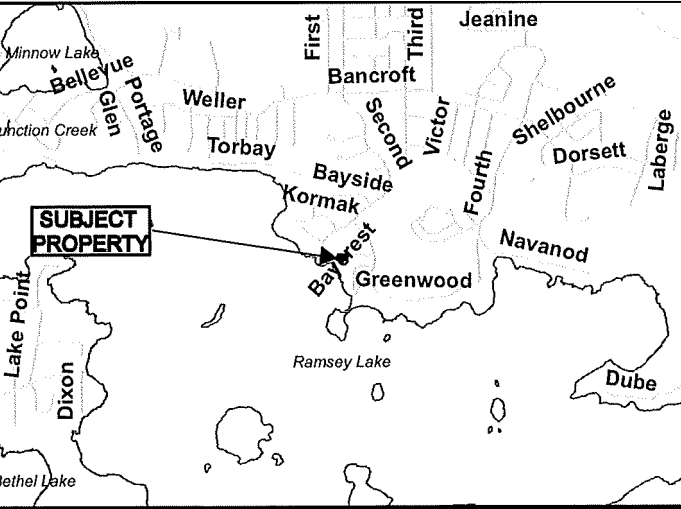 First
Third
Jeanine
Minnow Lake
Bellevue
Bancroft
Glen
Portage
Weller
Second
Victor
Shelbourne
unction Creek
Torbay
Dorsett
Laberge
Bayside
Fourth
Kormak
SUBJECT
PROPERTY
Baycrest
Navanod
Greenwood
Lake Point
Ramsey Lake
Dixon
Dube
Bethel Lake